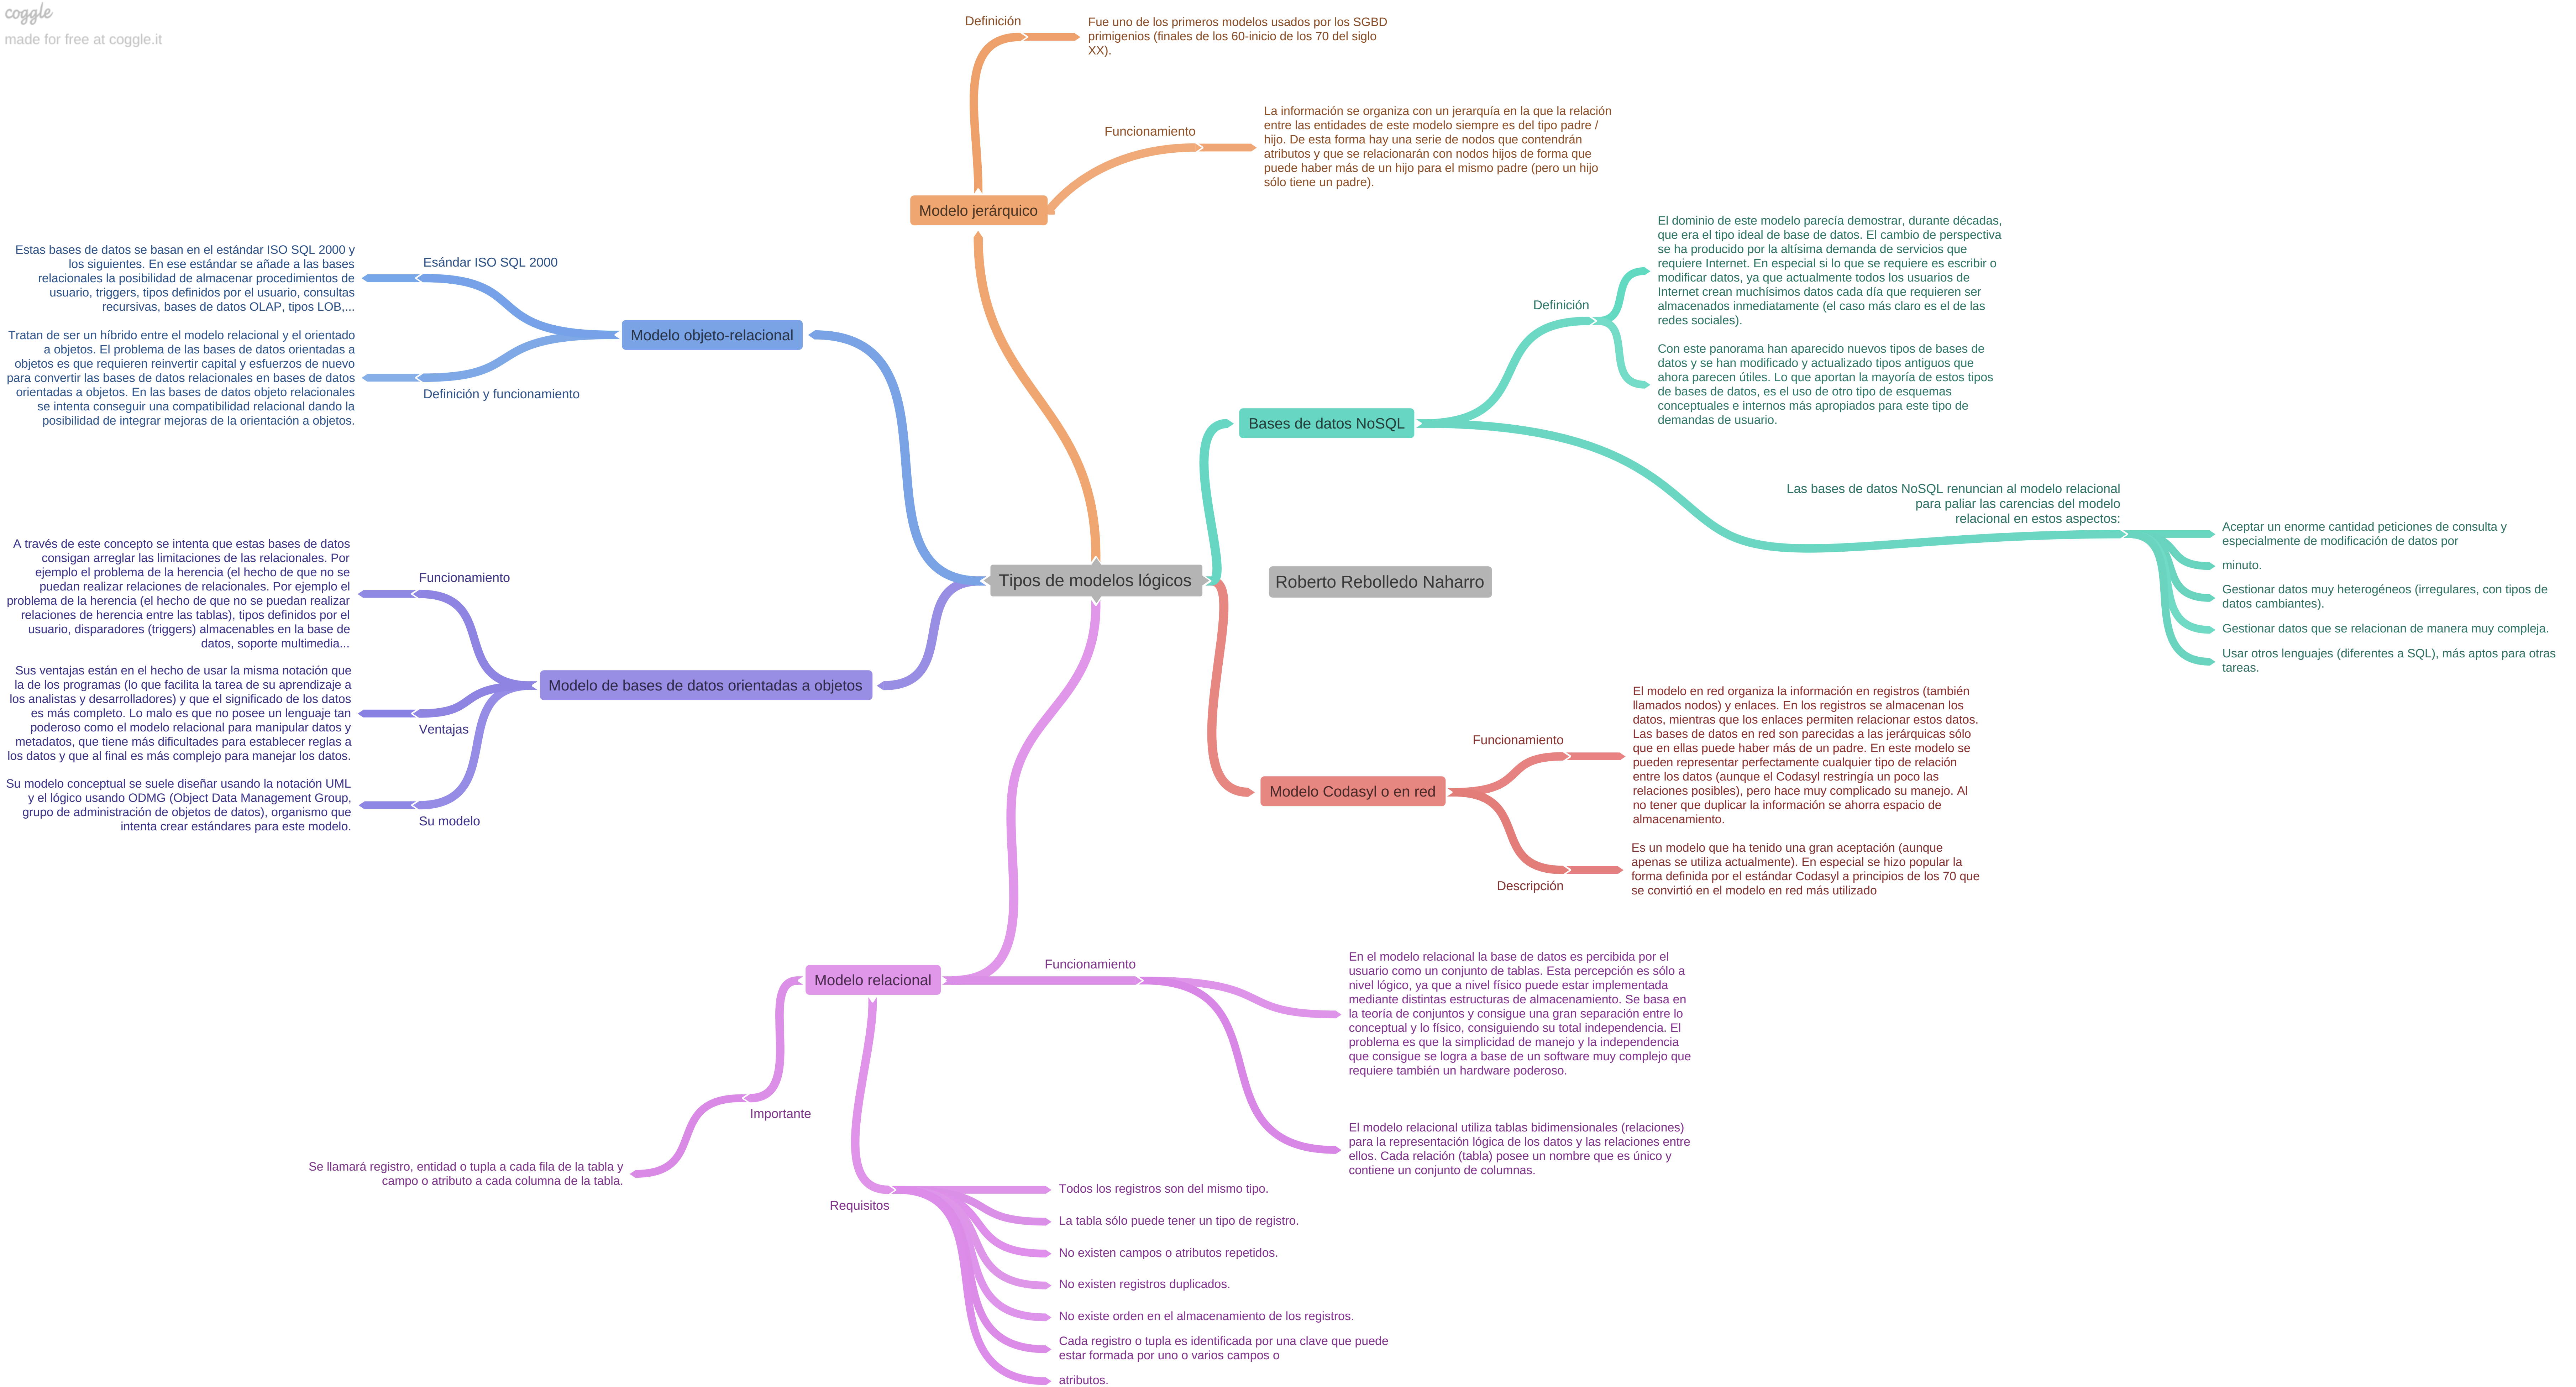 coggle
made for free at coggle.it
Definición
Fue uno de los primeros modelos usados por los SGBD
primigenios (finales de los 60-inicio de los 70 del siglo
XX).
Funcionamiento
La información se organiza con un jerarquía en la que la relación
entre las entidades de este modelo siempre es del tipo padre /
hijo. De esta forma hay una serie de nodos que contendrán
atributos y que se relacionarán con nodos hijos de forma que
puede haber más de un hijo para el mismo padre (pero un hijo
sólo tiene un padre).
Modelo jerárquico
Estas bases de datos se basan en el estándar ISO SQL 2000 y
los siguientes. En ese estándar se añade a las bases
relacionales la posibilidad de almacenar procedimientos de
usuario, triggers, tipos definidos por el usuario, consultas
recursivas, bases de datos OLAP, tipos LOB,...
Esándar ISO SQL 2000
Modelo objeto-relacional
Tratan de ser un híbrido entre el modelo relacional y el orientado
a objetos. El problema de las bases de datos orientadas a
objetos es que requieren reinvertir capital y esfuerzos de nuevo
para convertir las bases de datos relacionales en bases de datos
orientadas a objetos. En las bases de datos objeto relacionales
se intenta conseguir una compatibilidad relacional dando la
posibilidad de integrar mejoras de la orientación a objetos.
Definición y funcionamiento
El dominio de este modelo parecía demostrar, durante décadas,
que era el tipo ideal de base de datos. El cambio de perspectiva
se ha producido por la altísima demanda de servicios que
requiere Internet. En especial si lo que se requiere es escribir o
modificar datos, ya que actualmente todos los usuarios de
Internet crean muchísimos datos cada día que requieren ser
almacenados inmediatamente (el caso más claro es el de las
redes sociales).
Definición
Con este panorama han aparecido nuevos tipos de bases de
datos y se han modificado y actualizado tipos antiguos que
ahora parecen útiles. Lo que aportan la mayoría de estos tipos
de bases de datos, es el uso de otro tipo de esquemas
conceptuales e internos más apropiados para este tipo de
demandas de usuario.
Bases de datos NoSQL
Las bases de datos NoSQL renuncian al modelo relacional
para paliar las carencias del modelo
relacional en estos aspectos:
Aceptar un enorme cantidad peticiones de consulta y
especialmente de modificación de datos por
minuto.
Gestionar datos muy heterogéneos (irregulares, con tipos de
datos cambiantes).
Gestionar datos que se relacionan de manera muy compleja.
Usar otros lenguajes (diferentes a SQL), más aptos para otras
tareas.
Tipos de modelos lógicos
Roberto Rebolledo Naharro
A través de este concepto se intenta que estas bases de datos
consigan arreglar las limitaciones de las relacionales. Por
ejemplo el problema de la herencia (el hecho de que no se
puedan realizar relaciones de relacionales. Por ejemplo el
problema de la herencia (el hecho de que no se puedan realizar
relaciones de herencia entre las tablas), tipos definidos por el
usuario, disparadores (triggers) almacenables en la base de
datos, soporte multimedia...
Funcionamiento
Modelo de bases de datos orientadas a objetos
Sus ventajas están en el hecho de usar la misma notación que
la de los programas (lo que facilita la tarea de su aprendizaje a
los analistas y desarrolladores) y que el significado de los datos
es más completo. Lo malo es que no posee un lenguaje tan
poderoso como el modelo relacional para manipular datos y
metadatos, que tiene más dificultades para establecer reglas a
los datos y que al final es más complejo para manejar los datos.
Ventajas
Su modelo conceptual se suele diseñar usando la notación UML
y el lógico usando ODMG (Object Data Management Group,
grupo de administración de objetos de datos), organismo que
intenta crear estándares para este modelo.
Su modelo
El modelo en red organiza la información en registros (también
llamados nodos) y enlaces. En los registros se almacenan los
datos, mientras que los enlaces permiten relacionar estos datos.
Las bases de datos en red son parecidas a las jerárquicas sólo
que en ellas puede haber más de un padre. En este modelo se
pueden representar perfectamente cualquier tipo de relación
entre los datos (aunque el Codasyl restringía un poco las
relaciones posibles), pero hace muy complicado su manejo. Al
no tener que duplicar la información se ahorra espacio de
almacenamiento.
Funcionamiento
Modelo Codasyl o en red
Es un modelo que ha tenido una gran aceptación (aunque
apenas se utiliza actualmente). En especial se hizo popular la
forma definida por el estándar Codasyl a principios de los 70 que
se convirtió en el modelo en red más utilizado
Descripción
Modelo relacional
Funcionamiento
En el modelo relacional la base de datos es percibida por el
usuario como un conjunto de tablas. Esta percepción es sólo a
nivel lógico, ya que a nivel físico puede estar implementada
mediante distintas estructuras de almacenamiento. Se basa en
la teoría de conjuntos y consigue una gran separación entre lo
conceptual y lo físico, consiguiendo su total independencia. El
problema es que la simplicidad de manejo y la independencia
que consigue se logra a base de un software muy complejo que
requiere también un hardware poderoso.
El modelo relacional utiliza tablas bidimensionales (relaciones)
para la representación lógica de los datos y las relaciones entre
ellos. Cada relación (tabla) posee un nombre que es único y
contiene un conjunto de columnas.
Importante
Se llamará registro, entidad o tupla a cada fila de la tabla y
campo o atributo a cada columna de la tabla.
Requisitos
Todos los registros son del mismo tipo.
La tabla sólo puede tener un tipo de registro.
No existen campos o atributos repetidos.
No existen registros duplicados.
No existe orden en el almacenamiento de los registros.
Cada registro o tupla es identificada por una clave que puede
estar formada por uno o varios campos o
atributos.